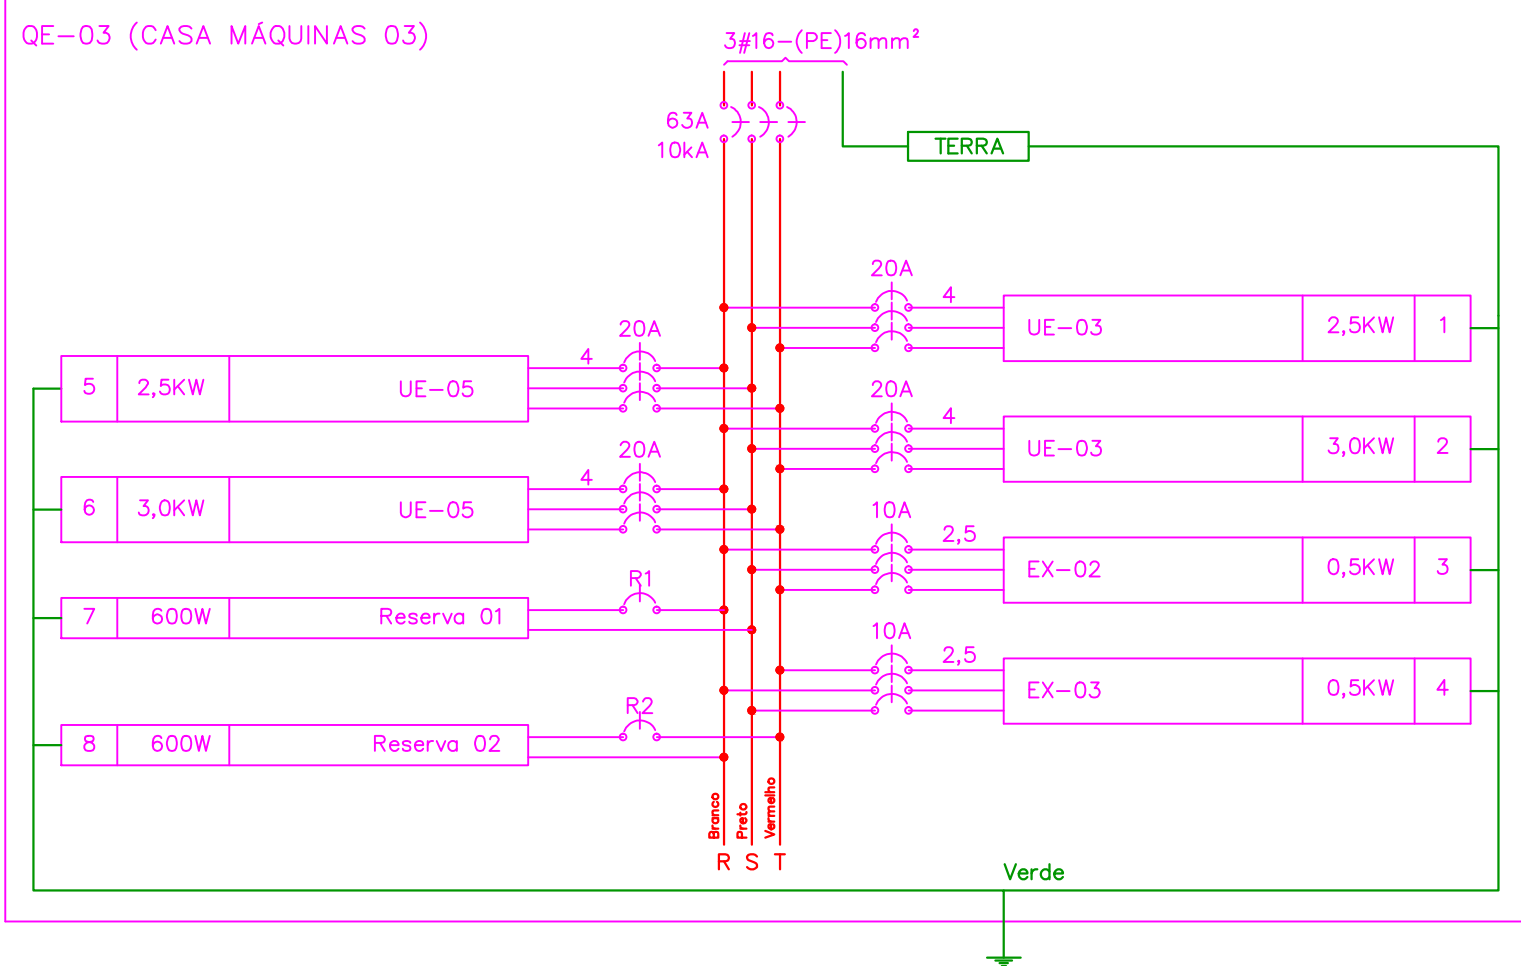 QE-03 (CASA MÁQUINAS 03)
3#16-(PE)16mm²
63A
10kA
TERRA
20A
4
UE-03 2,5KW 1
20A
4
5 2,5KW UE-05
20A
4
UE-03 3,0KW 2
20A
4
6 3,0KW UE-05
10A
2,5
EX-02 0,5KW 3
R1
7 600W Reserva 01
10A
2,5
EX-03 0,5KW 4
R2
8 600W Reserva 02
Branco
Preto
Vermelho
R S T
Verde